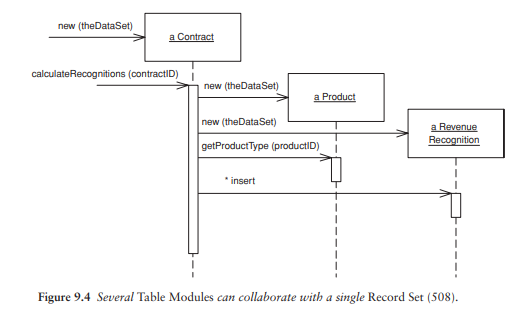 new (theDataSet)
a Contract
calculateRecognitions (contractID)
new (theDataSet)
a Product
new (theDataSet)
a Revenue
Recognition
getProductType (productID)
* insert
Figure 9.4 Several Table Modules can collaborate with a single Record Set (508).